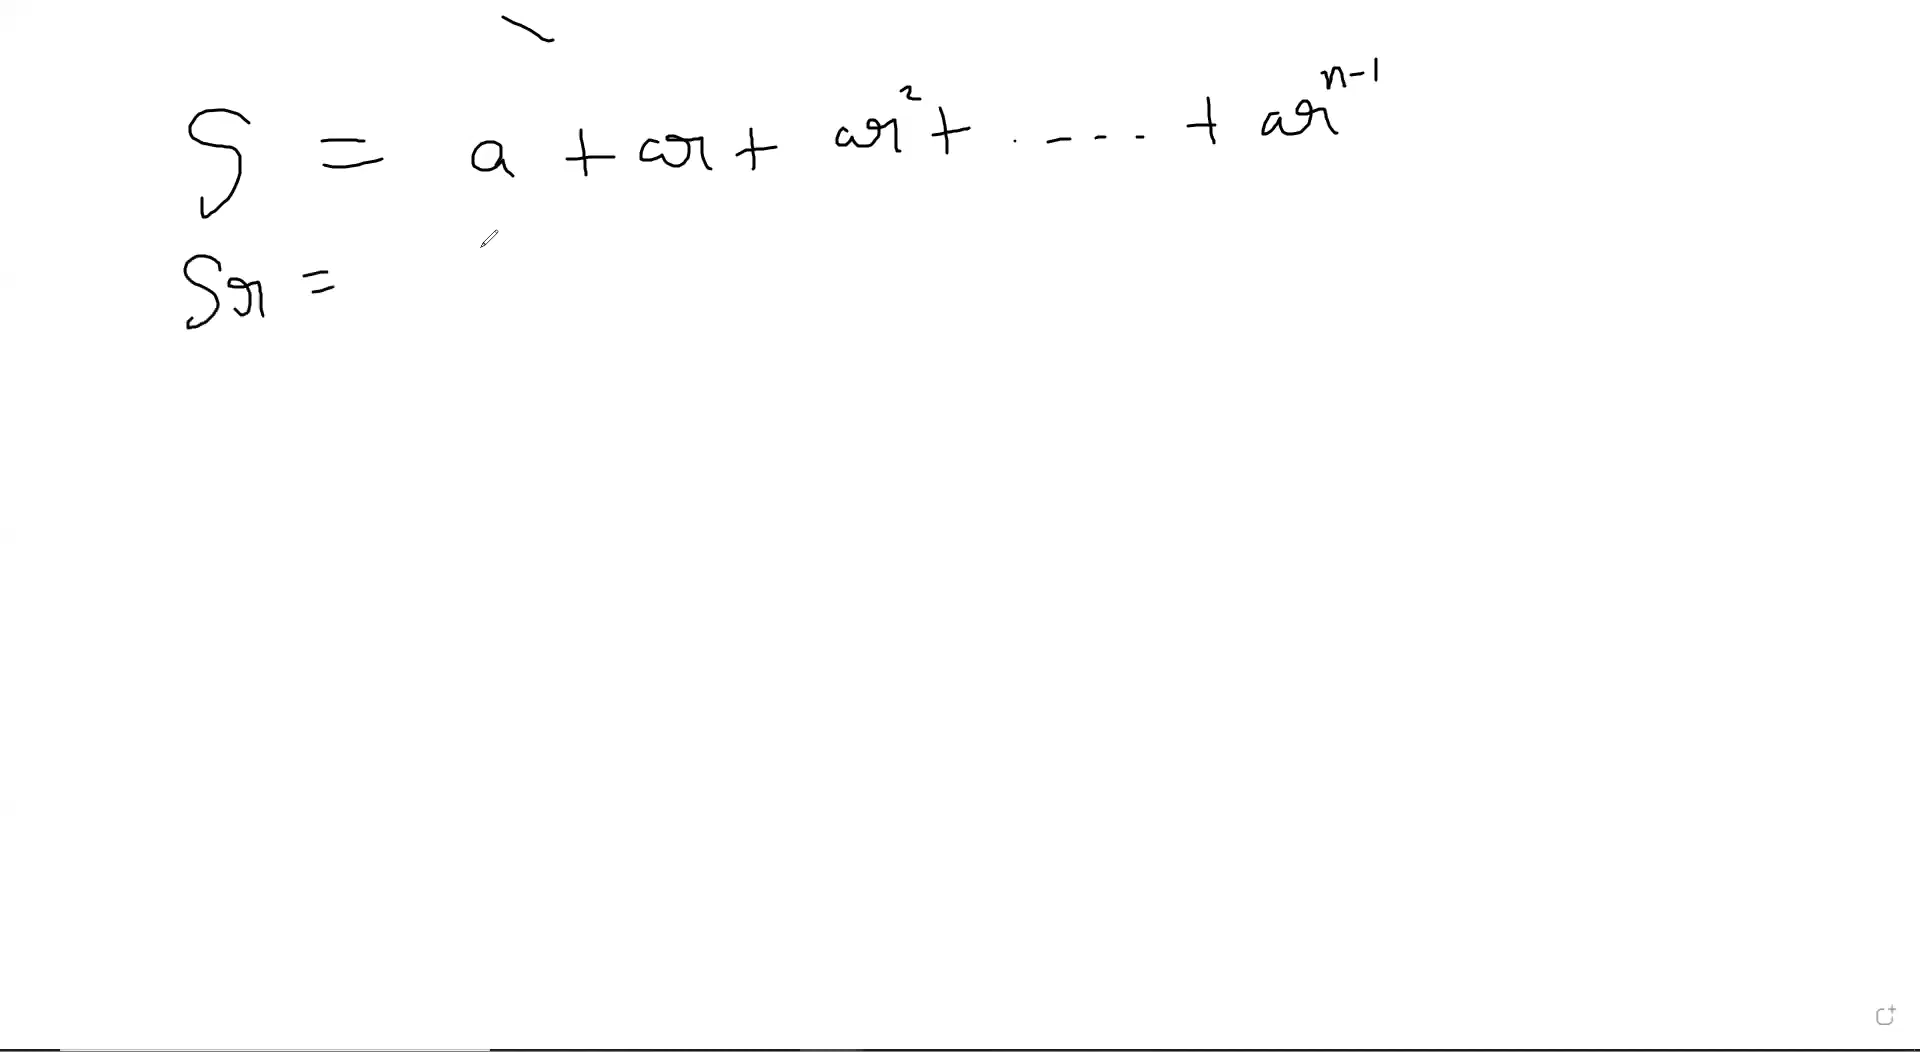 S = a + ar + ar² + . - - - + arⁿ⁻¹
Sr =